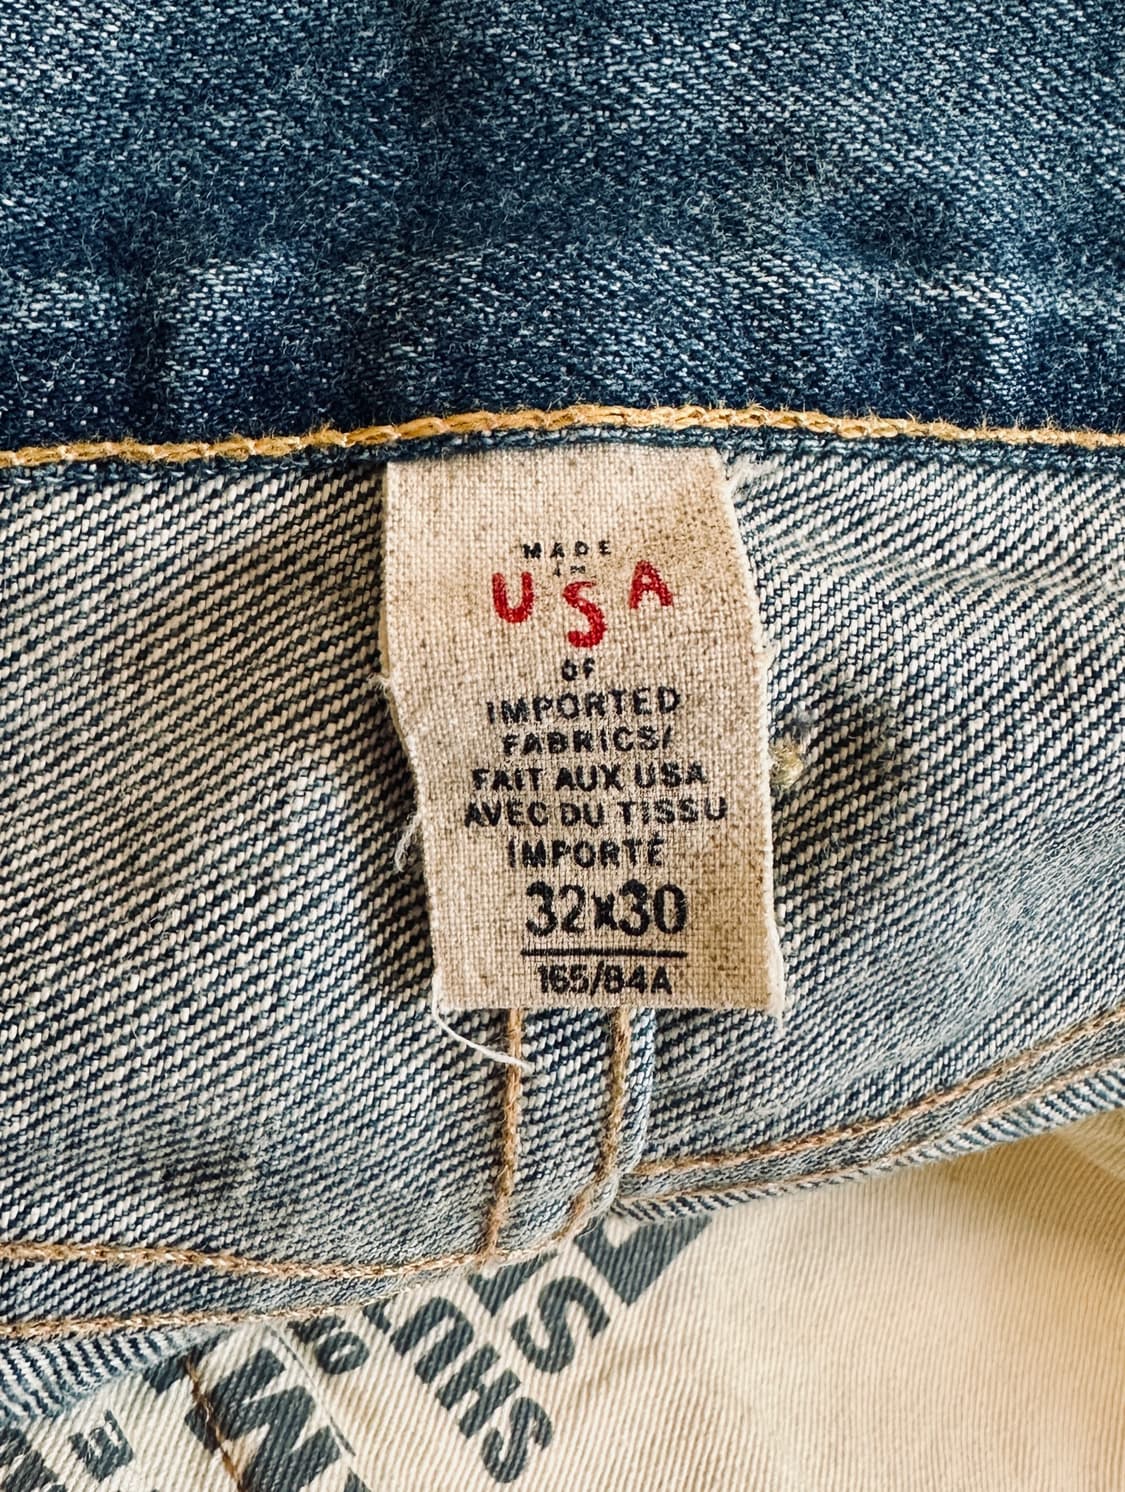 MADE
IN
USA
OF
IMPORTED
FABRICS/
FAIT AUX USA
AVEC DU TISSU
IMPORTÉ
32x30
165/84A